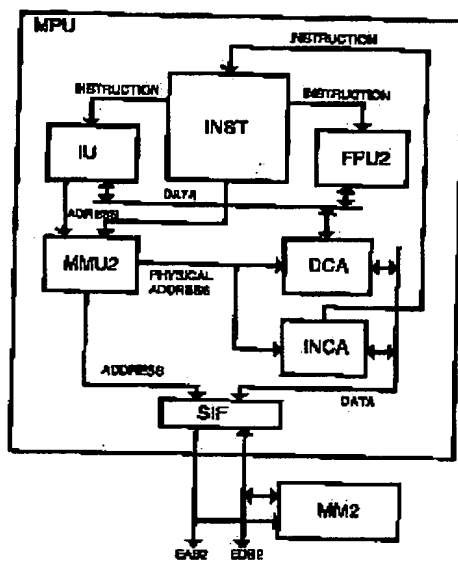 MPU
INSTRUCTION
INSTRUCTION
INSTRUCTION
INST
IU
FPU2
DATA
ADRESS
MMU2
PHYSICAL
ADDRESS
DCA
INCA
ADDRESS
DATA
SIF
MM2
EAB2
EDB2